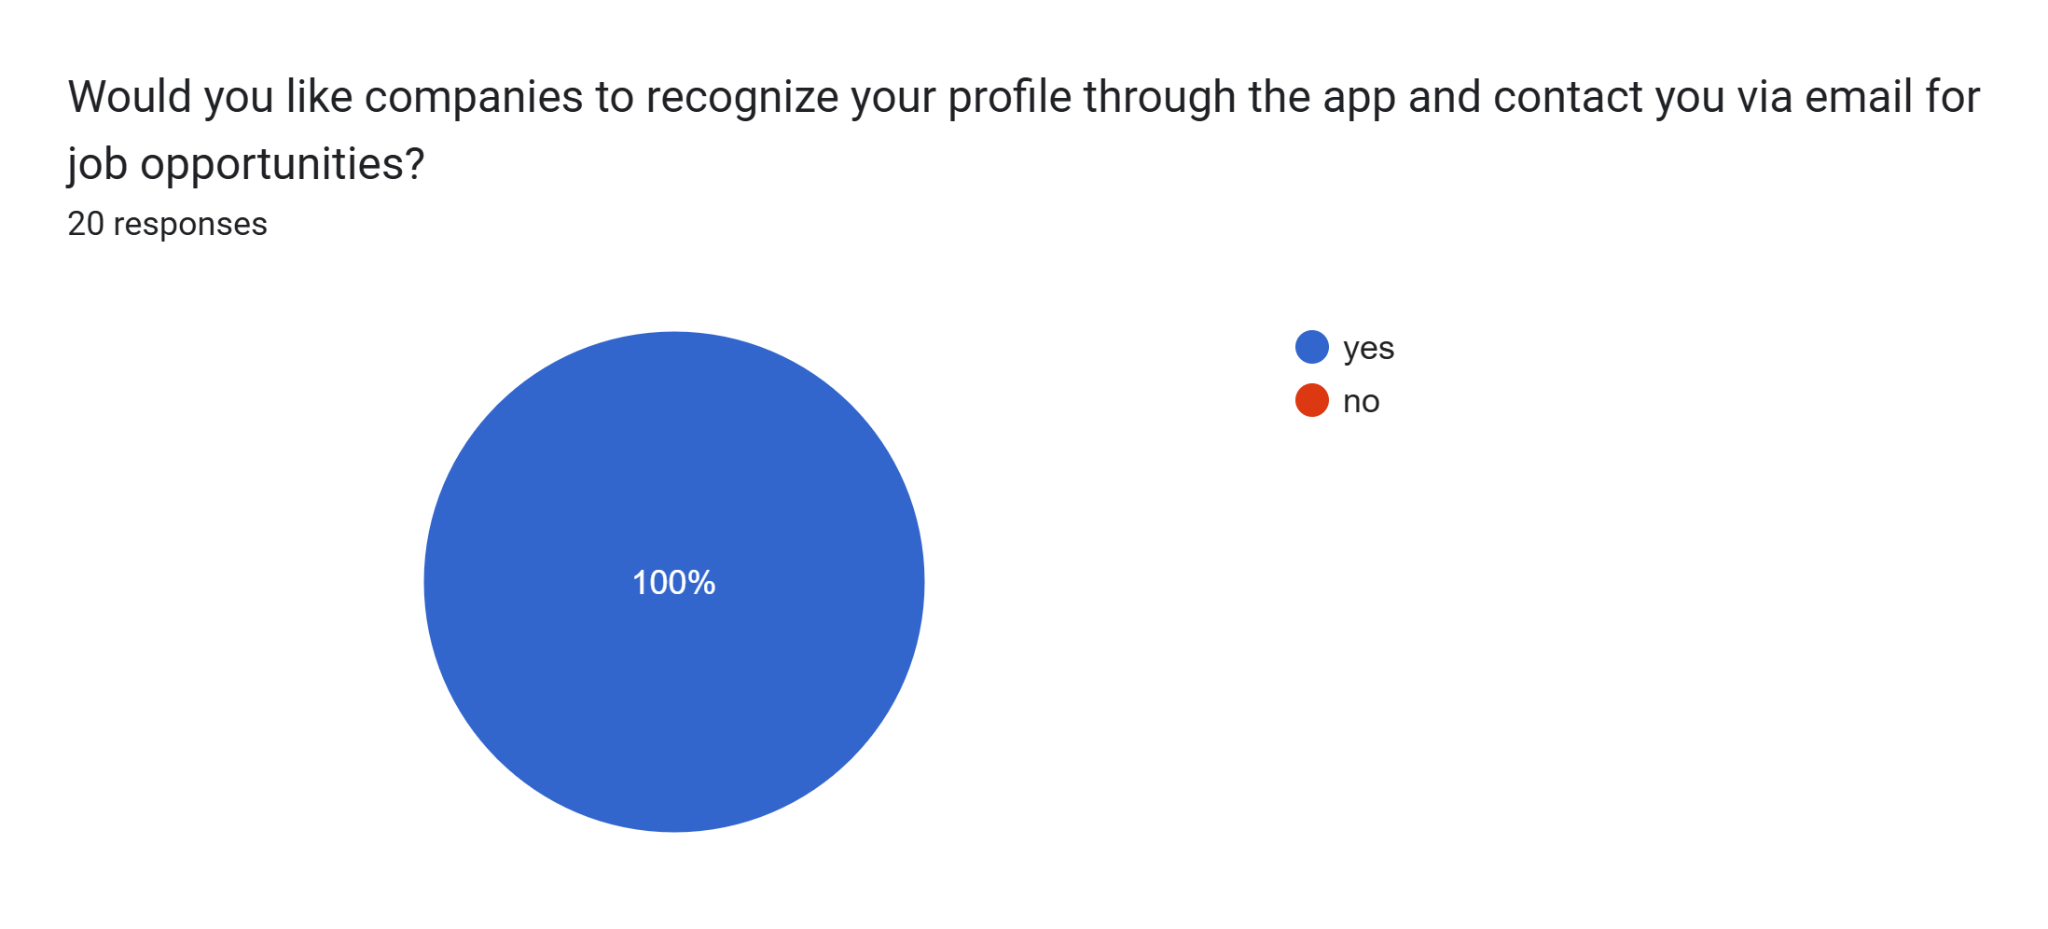 Would you like companies to recognize your profile through the app and contact you via email for
job opportunities?
20 responses
yes
no
100%